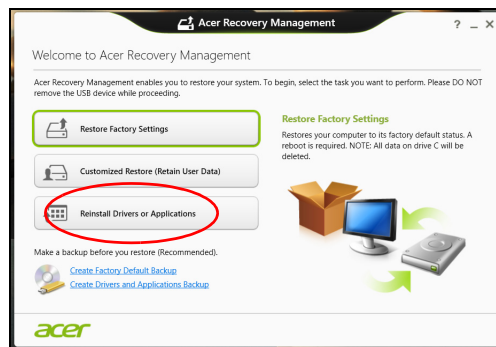 Acer Recovery Management
Welcome to Acer Recovery Management
Acer Recovery Management enables you to restore your system. To begin, select the task you want to perform. Please DO NOT
remove the USB device while proceeding.
Restore Factory Settings
Customized Restore (Retain User Data)
Reinstall Drivers or Applications
Make a backup before you restore (Recommended).
Create Factory Default Backup
Create Drivers and Applications Backup
Restore Factory Settings
Restores your computer to its factory default status. A
reboot is required. NOTE: All data on drive C will be
deleted.
acer